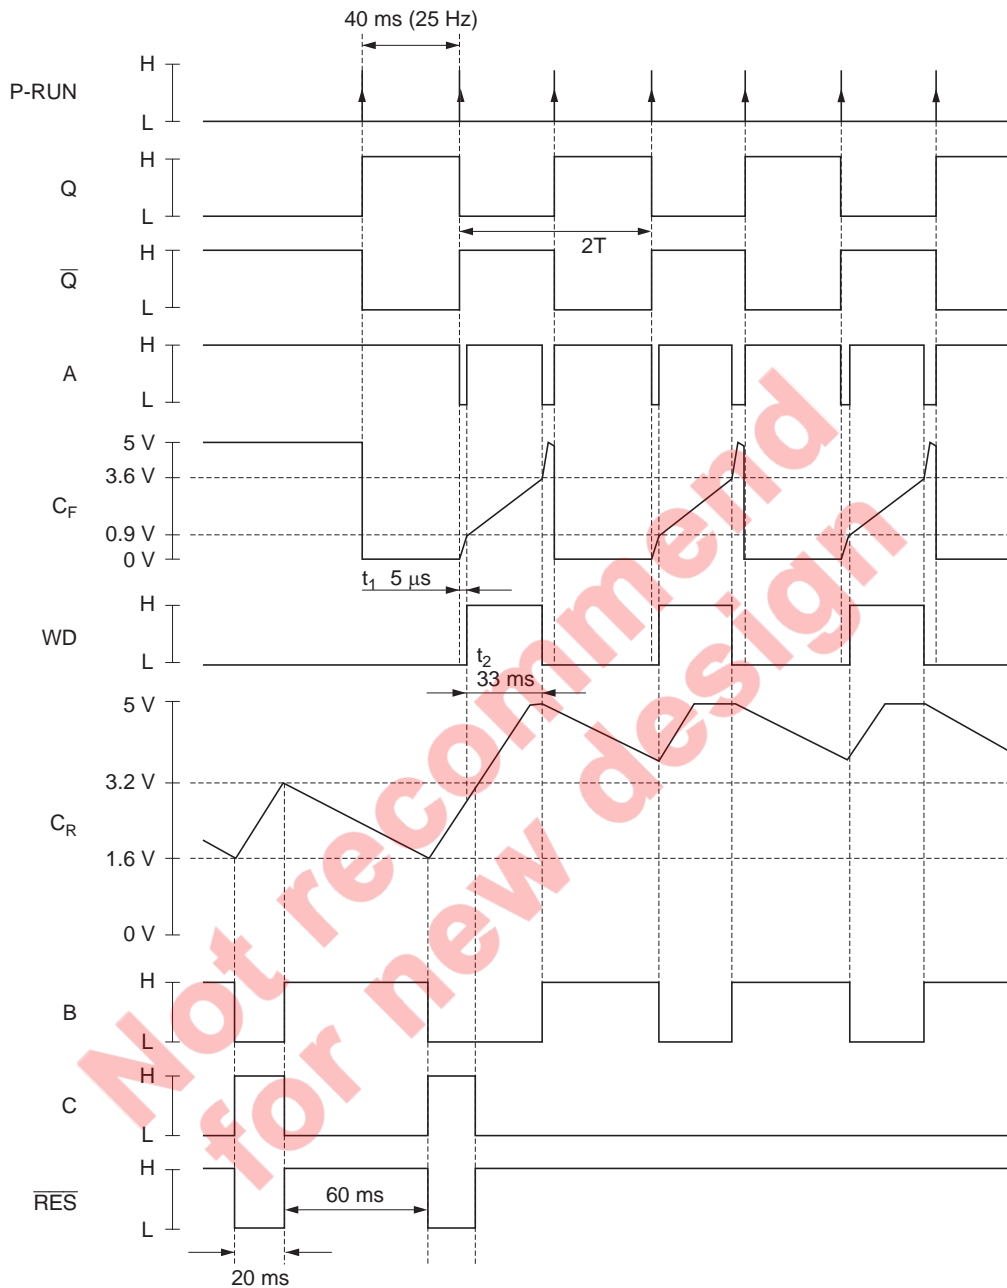 40 ms (25 Hz)
P-RUN
H
L
Q
H
L
2T
Q
H
L
A
H
L
CF
5 V
3.6 V
0.9 V
0 V
t1 5 μs
WD
H
L
t2
33 ms
CR
5 V
3.2 V
1.6 V
0 V
B
H
L
C
H
L
RES
H
L
60 ms
20 ms
Not recommend
for new design